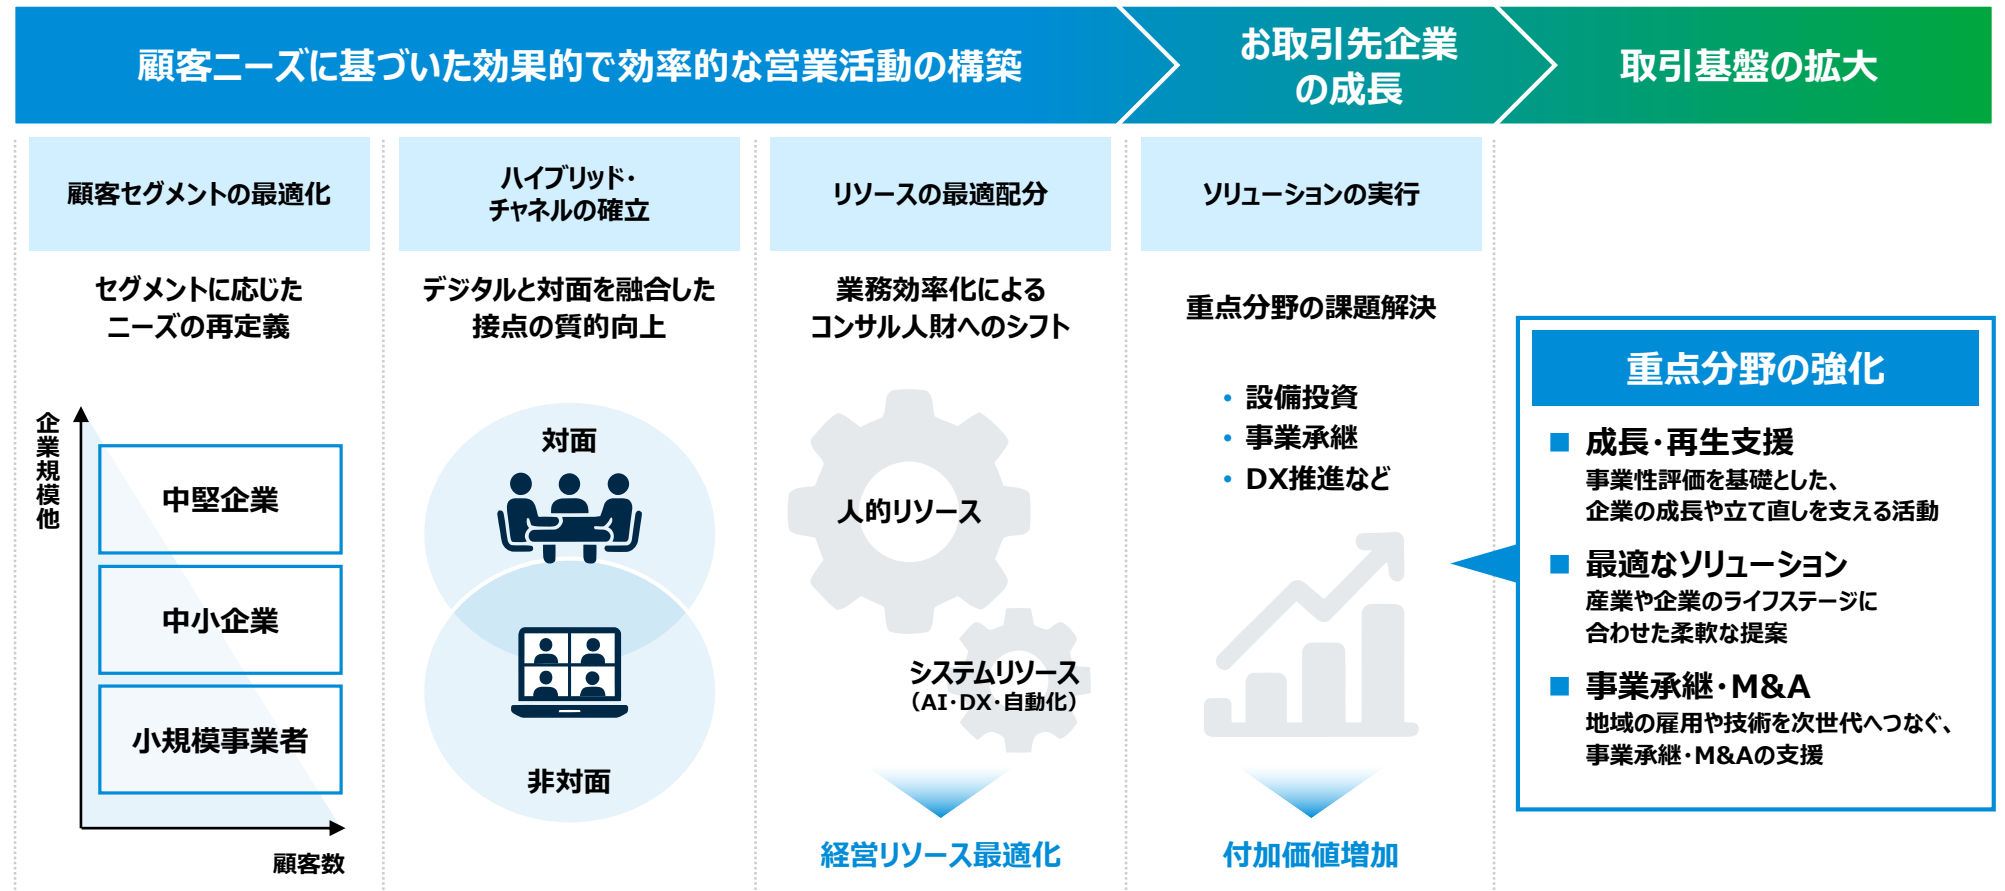 顧客ニーズに基づいた効果的で効率的な営業活動の構築
お取引先企業
の成長
取引基盤の拡大
顧客セグメントの最適化
セグメントに応じた
ニーズの再定義
企業規模他
中堅企業
中小企業
小規模事業者
顧客数
ハイブリッド・
チャネルの確立
デジタルと対面を融合した
接点の質的向上
対面
非対面
リソースの最適配分
業務効率化による
コンサル人財へのシフト
人的リソース
システムリソース
（AI・DX・自動化）
経営リソース最適化
ソリューションの実行
重点分野の課題解決
・設備投資
・事業承継
・DX推進など
付加価値増加
重点分野の強化
■ 成長・再生支援
事業性評価を基礎とした、
企業の成長や立て直しを支える活動
■ 最適なソリューション
産業や企業のライフステージに
合わせた柔軟な提案
■ 事業承継・M&A
地域の雇用や技術を次世代へつなぐ、
事業承継・M&Aの支援